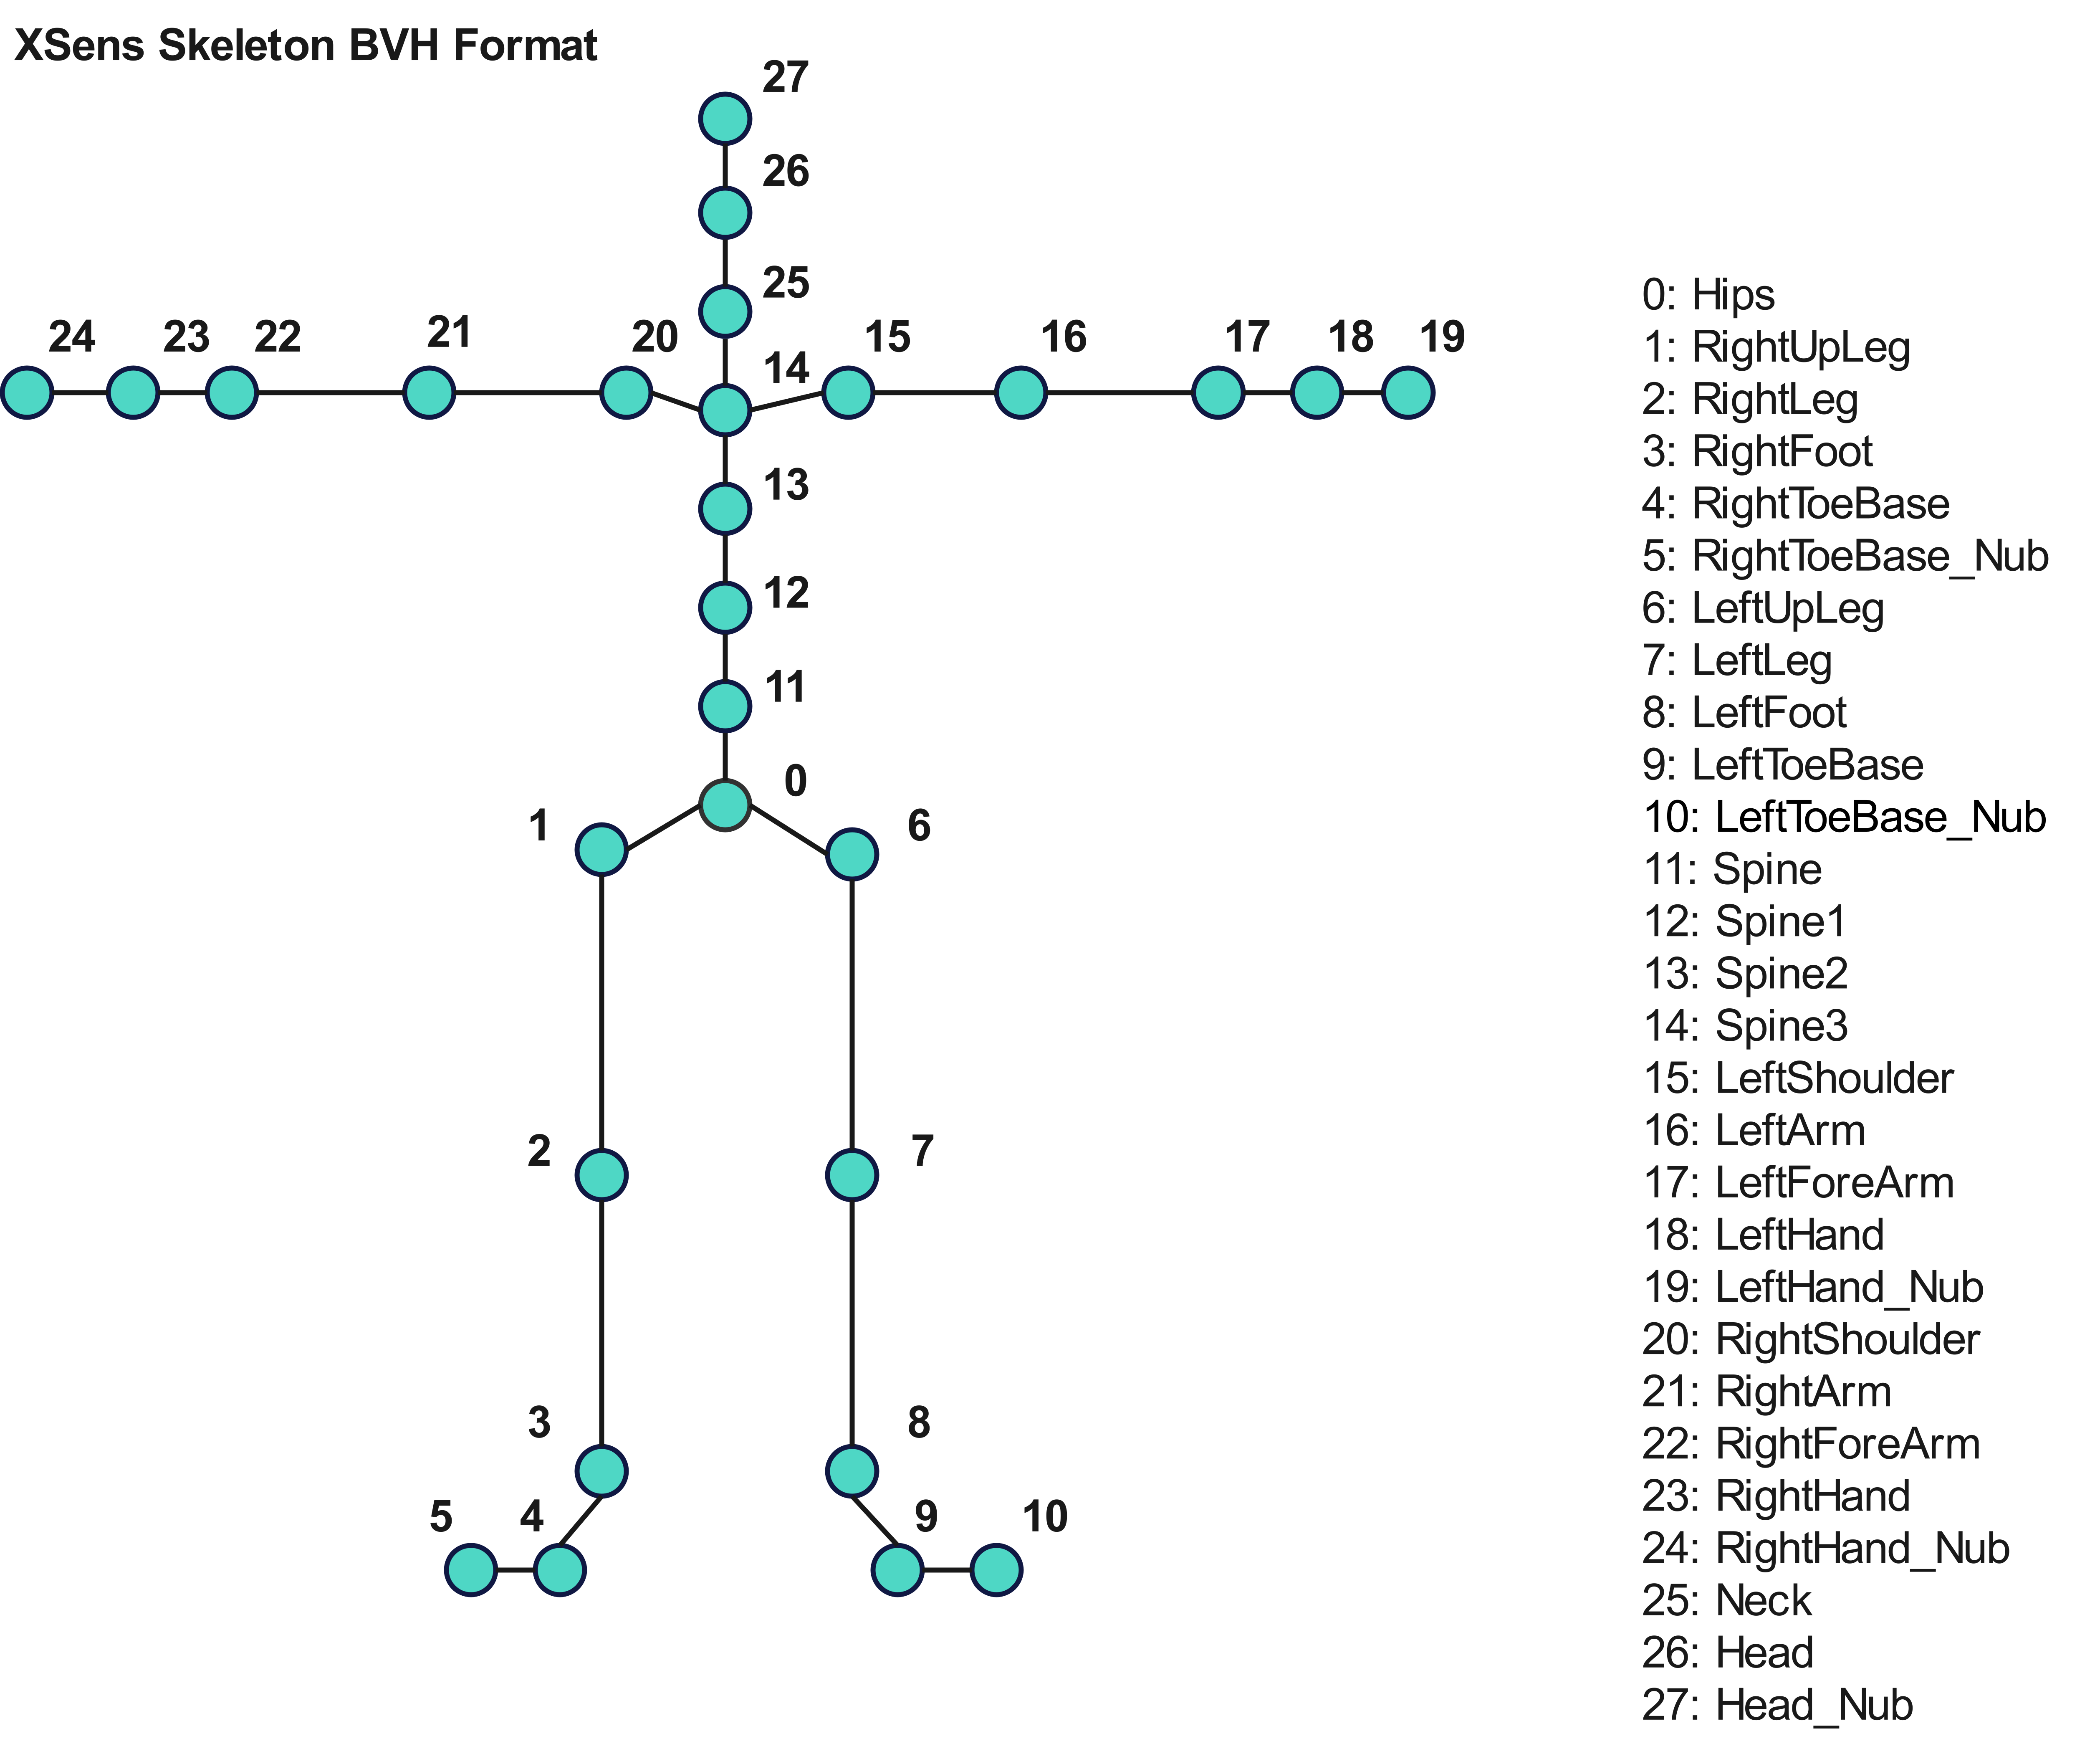 XSens Skeleton BVH Format
27
26
25
24 23 22 21 20 14 15 16 17 18 19
13
12
11
0
1 6
2 7
3 8
5 4 9 10
0: Hips
1: RightUpLeg
2: RightLeg
3: RightFoot
4: RightToeBase
5: RightToeBase_Nub
6: LeftUpLeg
7: LeftLeg
8: LeftFoot
9: LeftToeBase
10: LeftToeBase_Nub
11: Spine
12: Spine1
13: Spine2
14: Spine3
15: LeftShoulder
16: LeftArm
17: LeftForeArm
18: LeftHand
19: LeftHand_Nub
20: RightShoulder
21: RightArm
22: RightForeArm
23: RightHand
24: RightHand_Nub
25: Neck
26: Head
27: Head_Nub